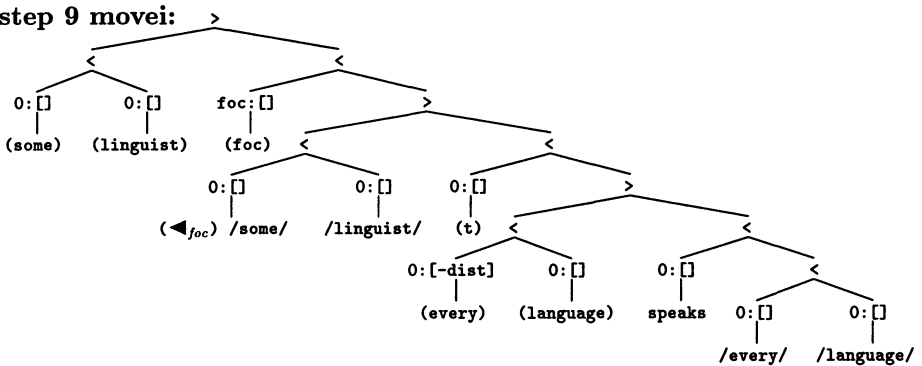 step 9 movei: >
< <
0:[] 0:[] foc:[] >
(some) (linguist) (foc) < <
0:[] 0:[] 0:[] >
(◀foc) /some/ /linguist/ (t) < <
0:[-dist] 0:[] 0:[] <
(every) (language) speaks 0:[] 0:[]
/every/ /language/